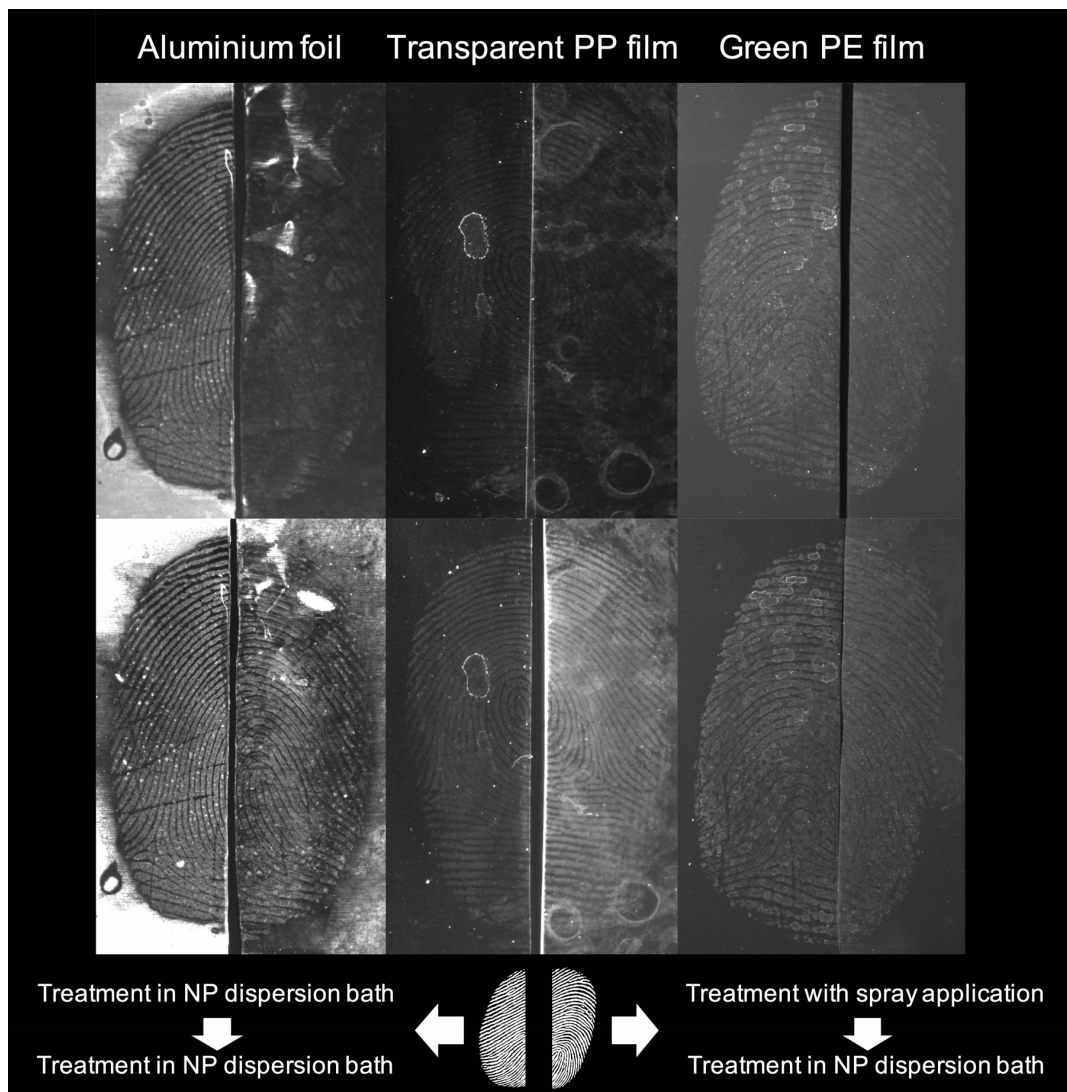 Aluminium foil
Transparent PP film
Green PE film
Treatment in NP dispersion bath
Treatment in NP dispersion bath
Treatment with spray application
Treatment in NP dispersion bath